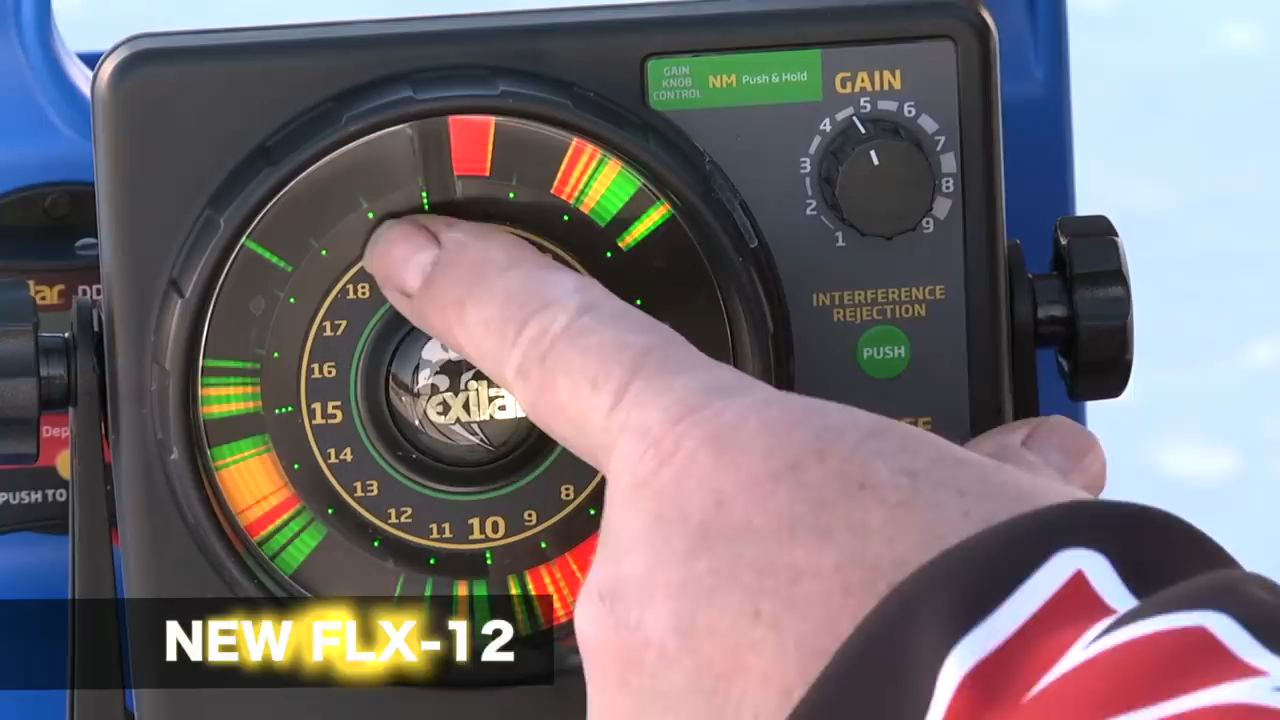 GAIN
KNOB
CONTROL
NM Push & Hold
GAIN
1 2 3 4 5 6 7 8 9
INTERFERENCE
REJECTION
PUSH
18
17
16
15
14
13
12
11
10
9
8
exilar
PUSH TO
NEW FLX-12